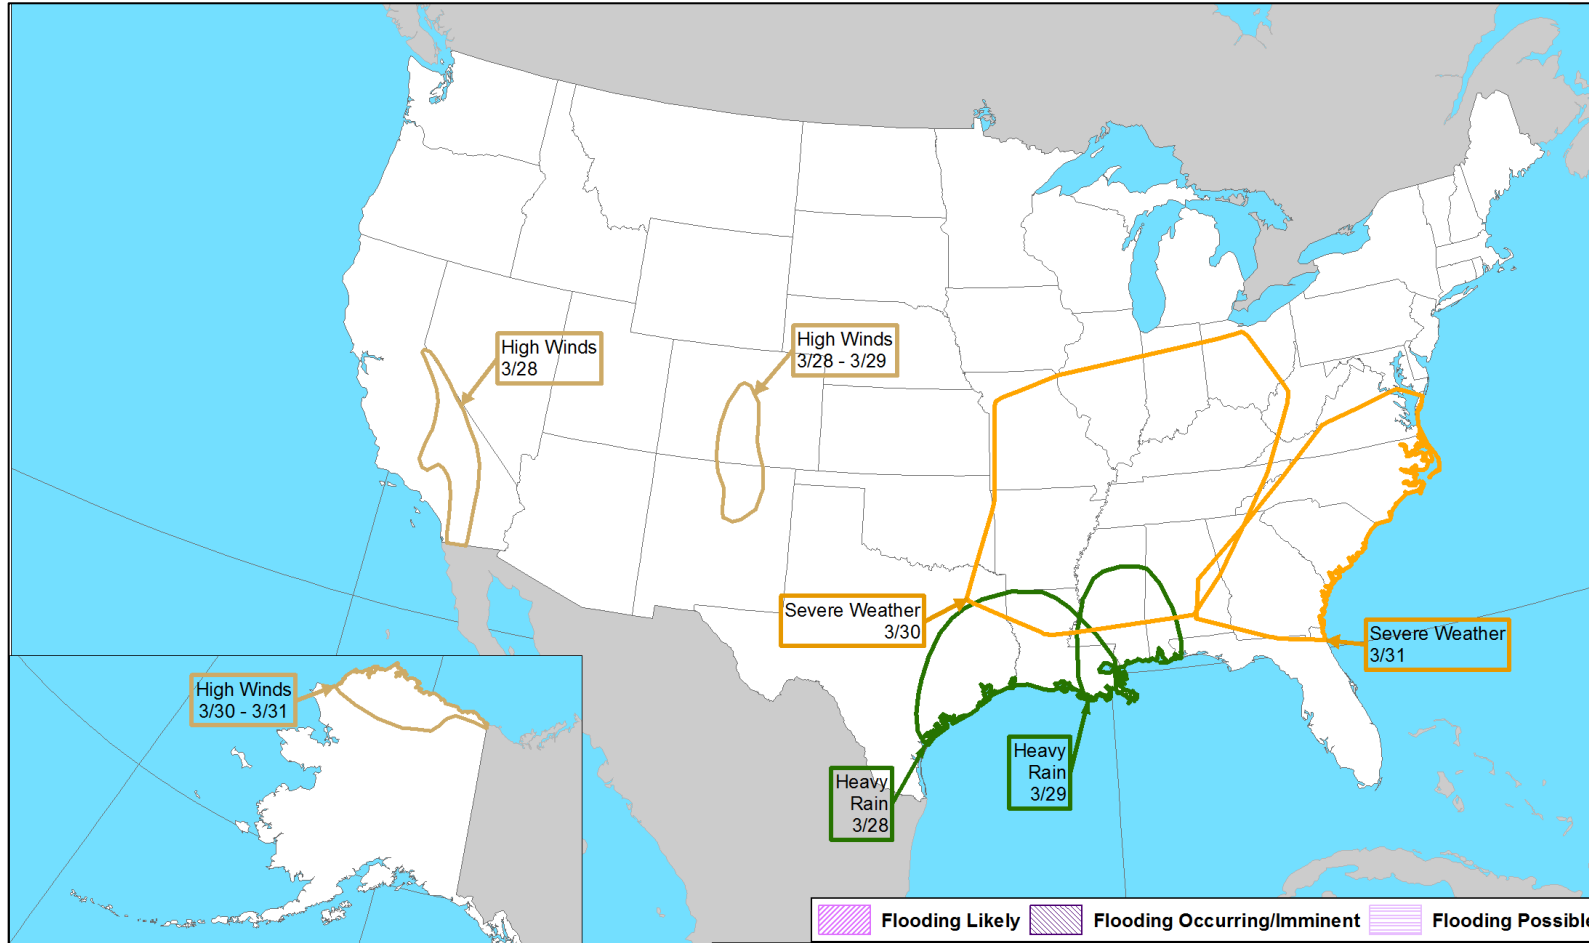 High Winds
3/28
High Winds
3/28 - 3/29
Severe Weather
3/30
Severe Weather
3/31
High Winds
3/30 - 3/31
Heavy
Rain
3/28
Heavy
Rain
3/29
Flooding Likely
Flooding Occurring/Imminent
Flooding Possible